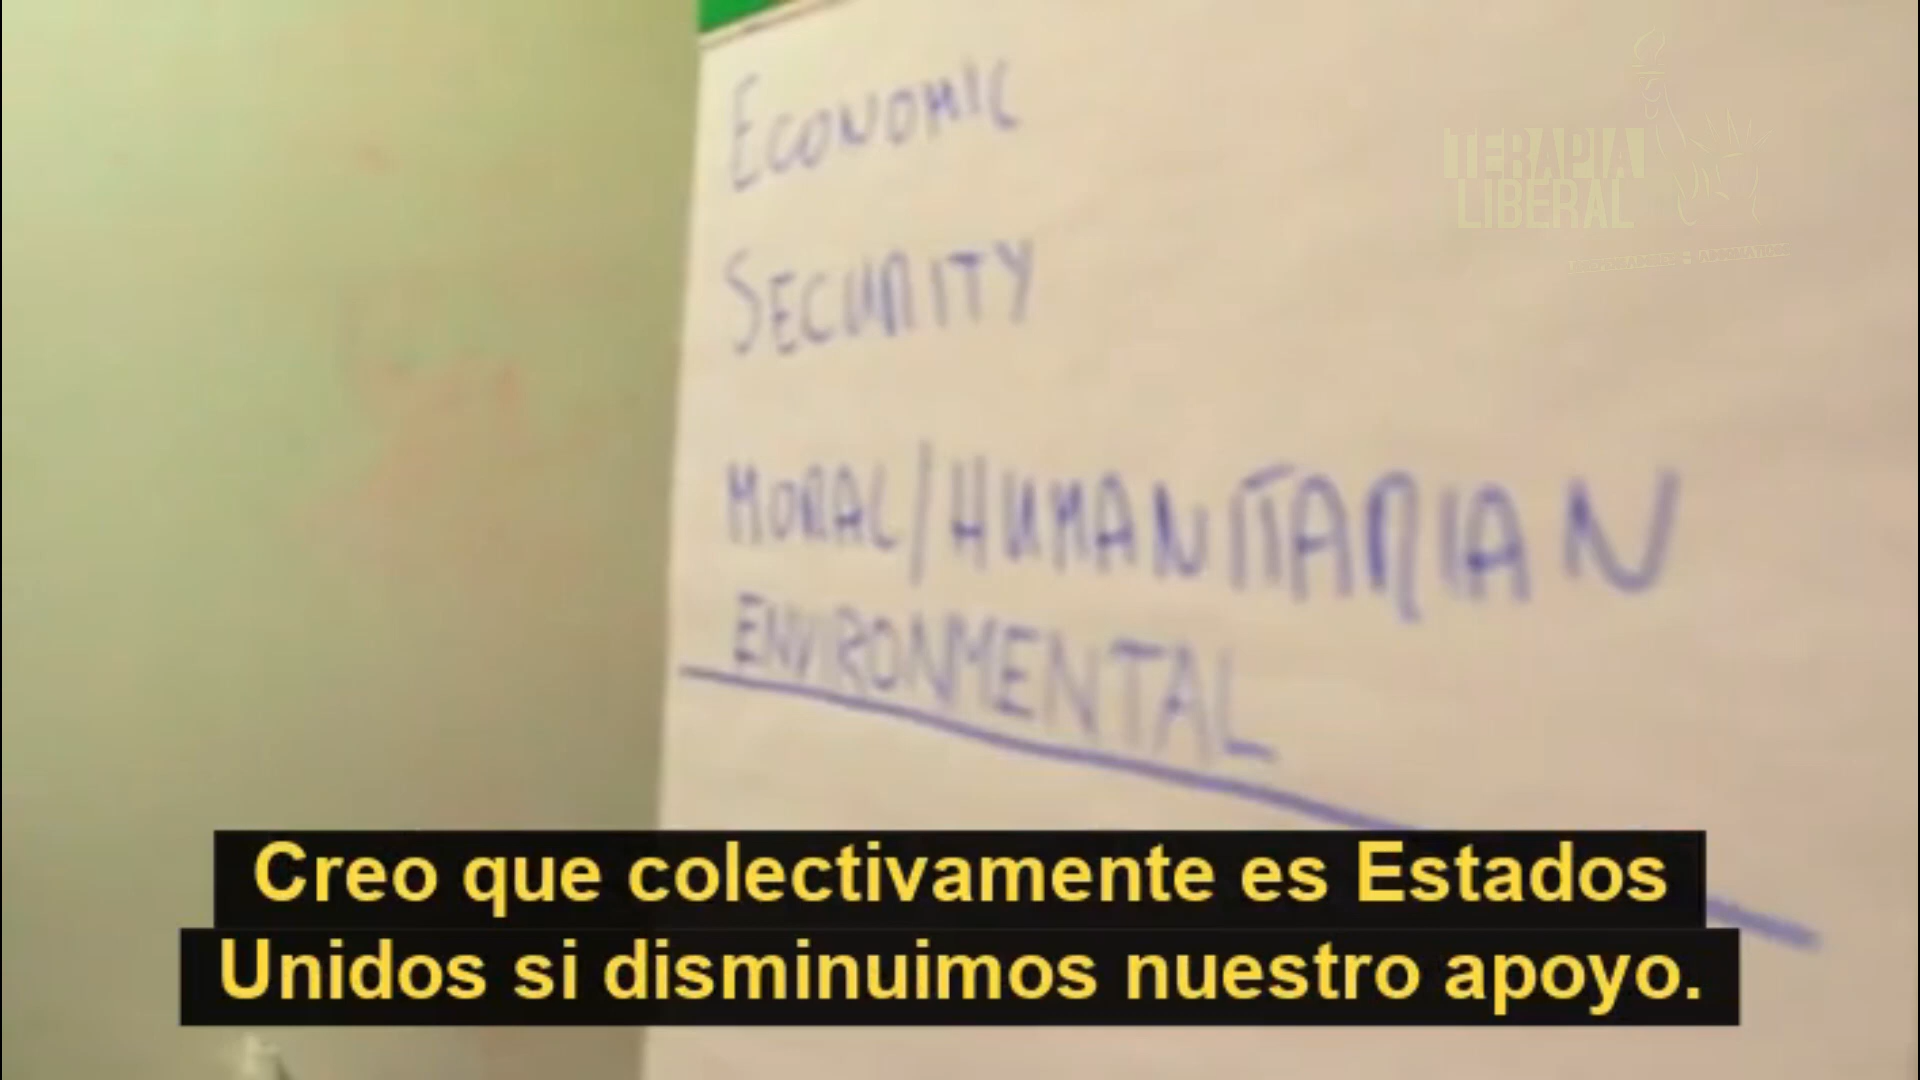 ECONOMIC
SECURITY
MORAL/HUMANITARIAN
ENVIRONMENTAL
TERAPIA
LIBERAL
Creo que colectivamente es Estados
Unidos si disminuimos nuestro apoyo.